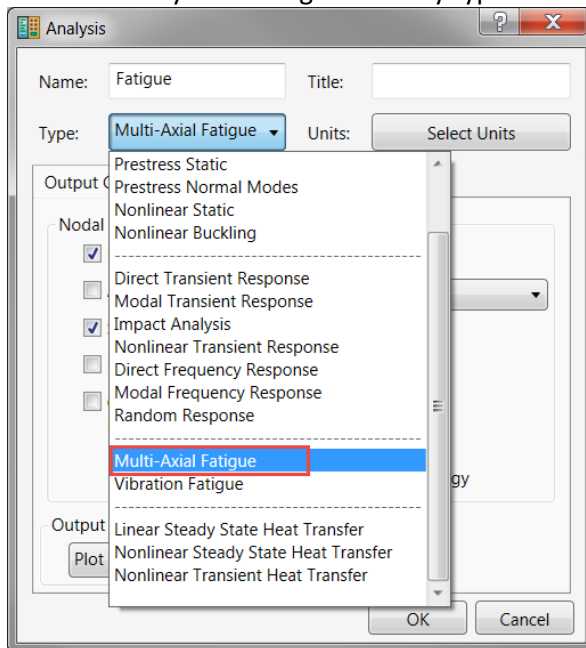 Analysis
Name: Fatigue Title:
Type: Multi-Axial Fatigue Units: Select Units
Prestress Static
Output
Prestress Normal Modes
Nonlinear Static
Nodal
Nonlinear Buckling
Direct Transient Response
Modal Transient Response
Impact Analysis
Nonlinear Transient Response
Direct Frequency Response
Modal Frequency Response
Random Response
Multi-Axial Fatigue
Vibration Fatigue
gy
Output
Linear Steady State Heat Transfer
Plot
Nonlinear Steady State Heat Transfer
Nonlinear Transient Heat Transfer
OK Cancel